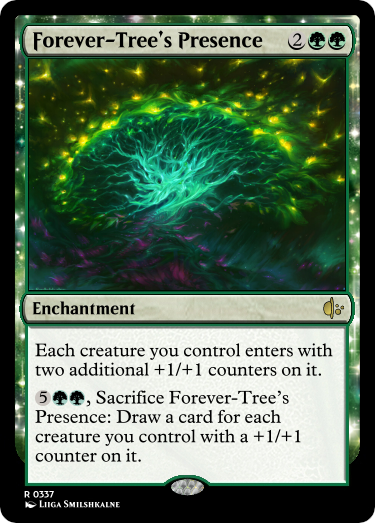 Forever-Tree's Presence 2
Enchantment
Each creature you control enters with
two additional +1/+1 counters on it.
5, Sacrifice Forever-Tree's
Presence: Draw a card for each
creature you control with a +1/+1
counter on it.
R 0337
Liiga Smilshkalne